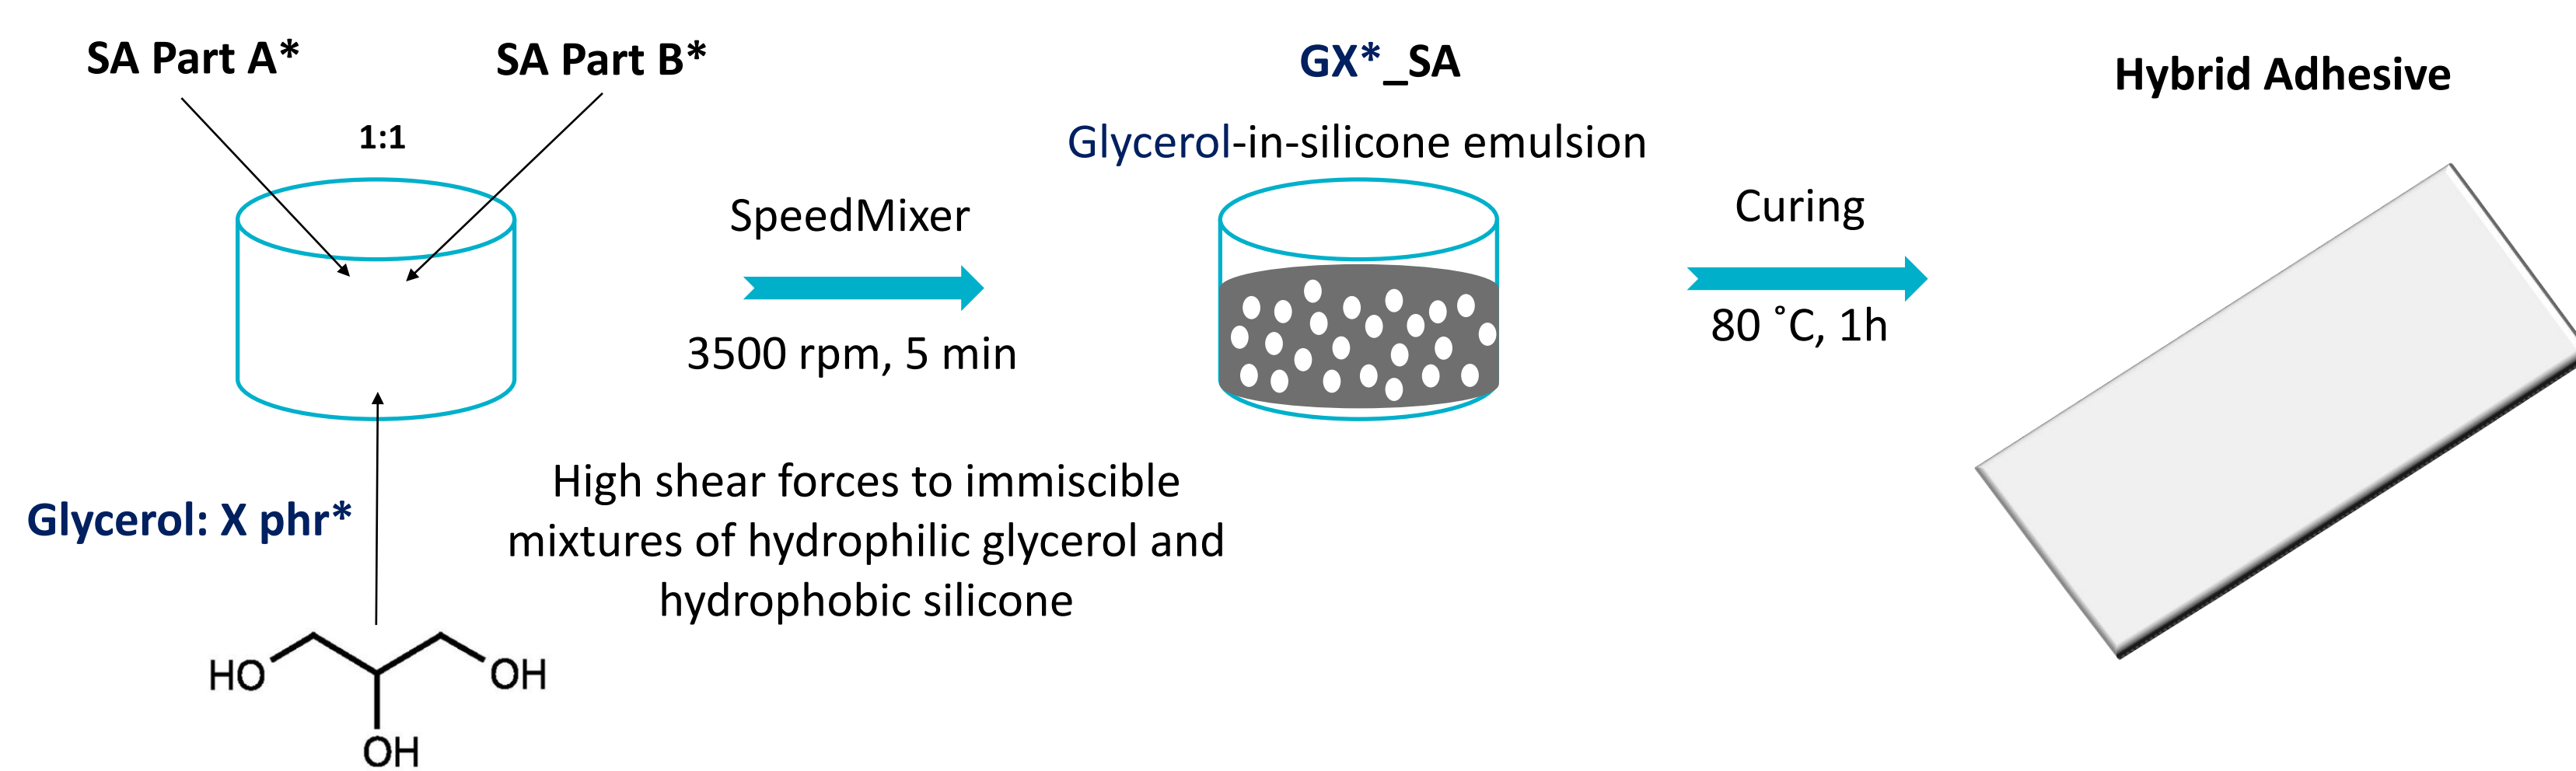 SA Part A*
SA Part B*
1:1
Glycerol: X phr*
HO
OH
OH
SpeedMixer
3500 rpm, 5 min
High shear forces to immiscible
mixtures of hydrophilic glycerol and
hydrophobic silicone
GX*_SA
Glycerol-in-silicone emulsion
Curing
80 ˚C, 1h
Hybrid Adhesive